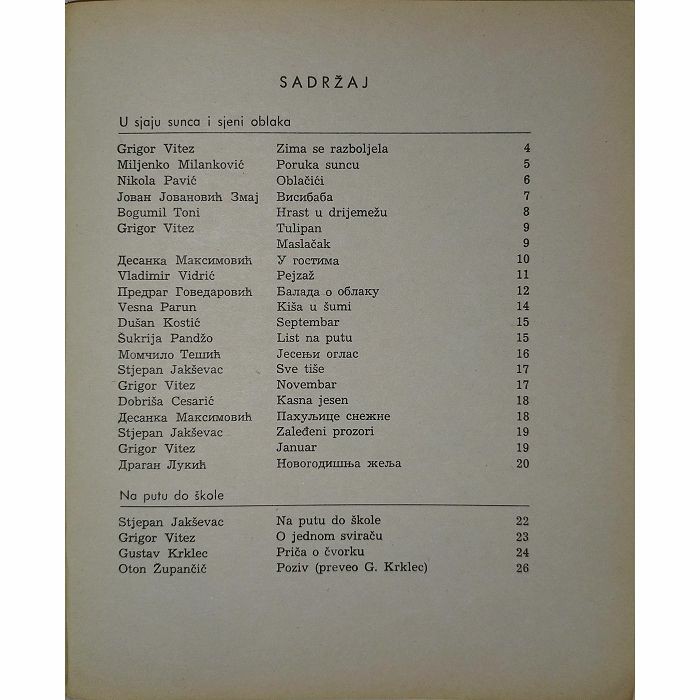 SADRŽAJ
U sjaju sunca i sjeni oblaka
Grigor Vitez Zima se razboljela 4
Miljenko Milanković Poruka suncu 5
Nikola Pavić Oblačići 6
Јован Јовановић Змај Висибаба 7
Bogumil Toni Hrast u drijemežu 8
Grigor Vitez Tulipan 9
Maslačak 9
Десанка Максимовић У гостима 10
Vladimir Vidrić Pejzaž 11
Предраг Говедаровић Балада о облаку 12
Vesna Parun Kiša u šumi 14
Dušan Kostić Septembar 15
Šukrija Pandžo List na putu 15
Момчило Тешић Јесењи оглас 16
Stjepan Jakševac Sve tiše 17
Grigor Vitez Novembar 17
Dobriša Cesarić Kasna jesen 18
Десанка Максимовић Пахуљице снежне 18
Stjepan Jakševac Zaleđeni prozori 19
Grigor Vitez Januar 19
Драган Лукић Новогодишња жеља 20
Na putu do škole
Stjepan Jakševac Na putu do škole 22
Grigor Vitez O jednom sviraču 23
Gustav Krklec Priča o čvorku 24
Oton Župančič Poziv (preveo G. Krklec) 26